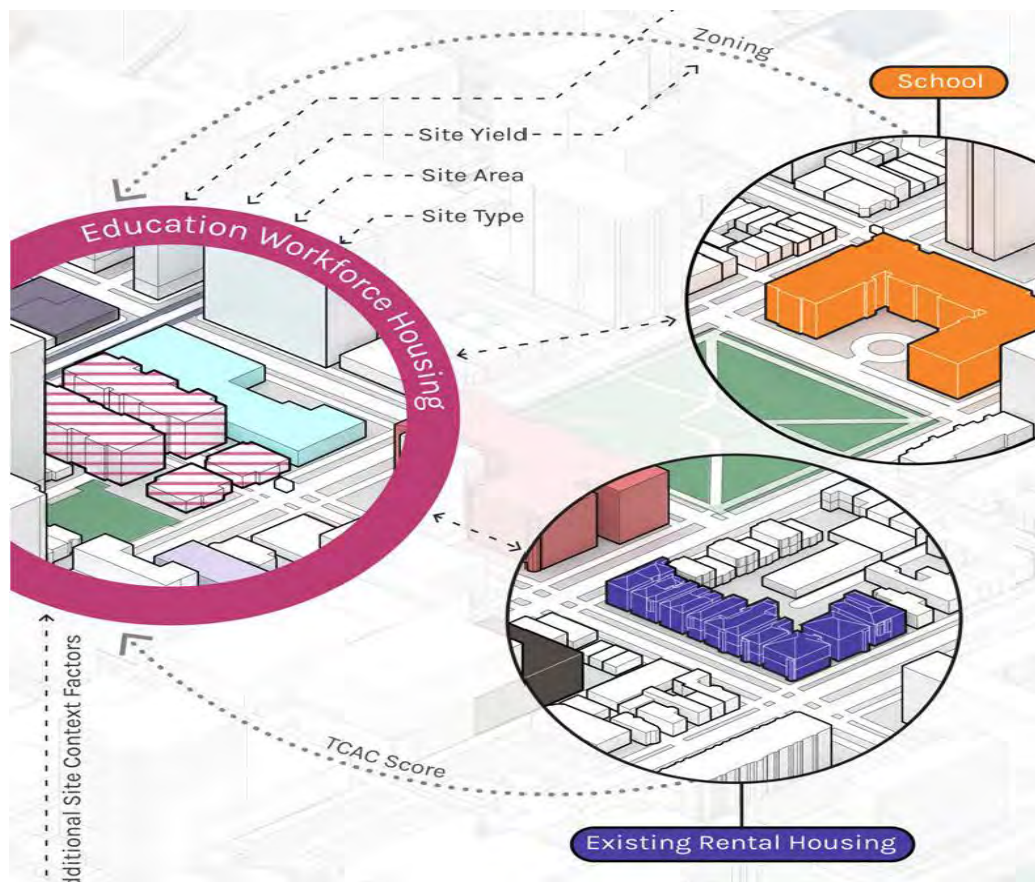 Zoning
School
Site Yield
Site Area
Site Type
Education Workforce Housing
TCAC Score
Site Context Factors
Existing Rental Housing